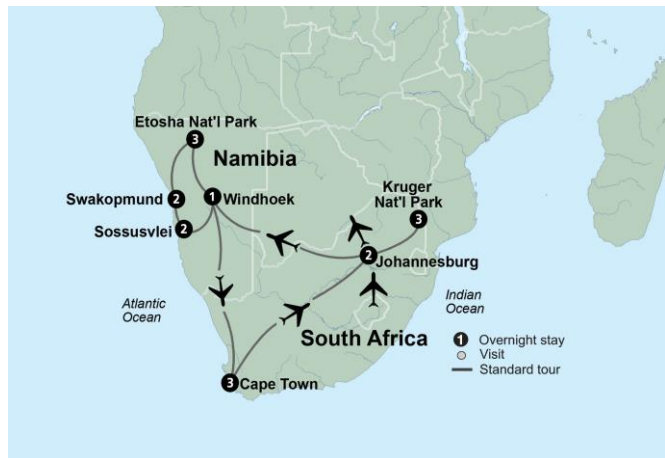 Etosha Nat'l Park
3
Namibia
Kruger
Nat'l Park
Swakopmund 2
1 Windhoek
3
Sossusvlei 2
2
Johannesburg
Atlantic
Ocean
Indian
Ocean
South Africa
1 Overnight stay
Visit
Standard tour
3 Cape Town